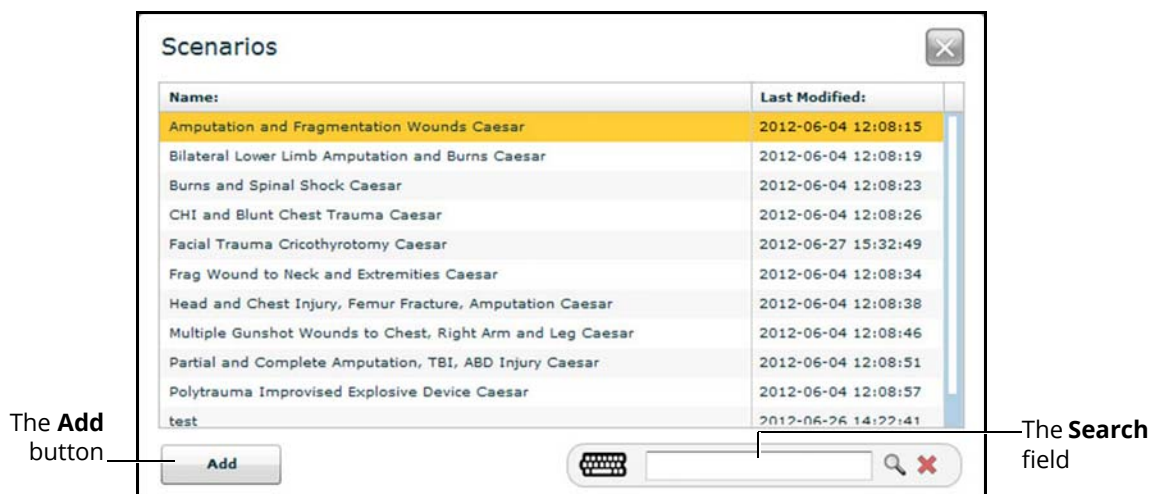 Scenarios
Name: Last Modified:
Amputation and Fragmentation Wounds Caesar 2012-06-04 12:08:15
Bilateral Lower Limb Amputation and Burns Caesar 2012-06-04 12:08:19
Burns and Spinal Shock Caesar 2012-06-04 12:08:23
CHI and Blunt Chest Trauma Caesar 2012-06-04 12:08:26
Facial Trauma Cricothyrotomy Caesar 2012-06-27 15:32:49
Frag Wound to Neck and Extremities Caesar 2012-06-04 12:08:34
Head and Chest Injury, Femur Fracture, Amputation Caesar 2012-06-04 12:08:38
Multiple Gunshot Wounds to Chest, Right Arm and Leg Caesar 2012-06-04 12:08:46
Partial and Complete Amputation, TBI, ABD Injury Caesar 2012-06-04 12:08:51
Polytrauma Improvised Explosive Device Caesar 2012-06-04 12:08:57
test 2012-06-26 14:22:41
The Add
button
Add
The Search
field